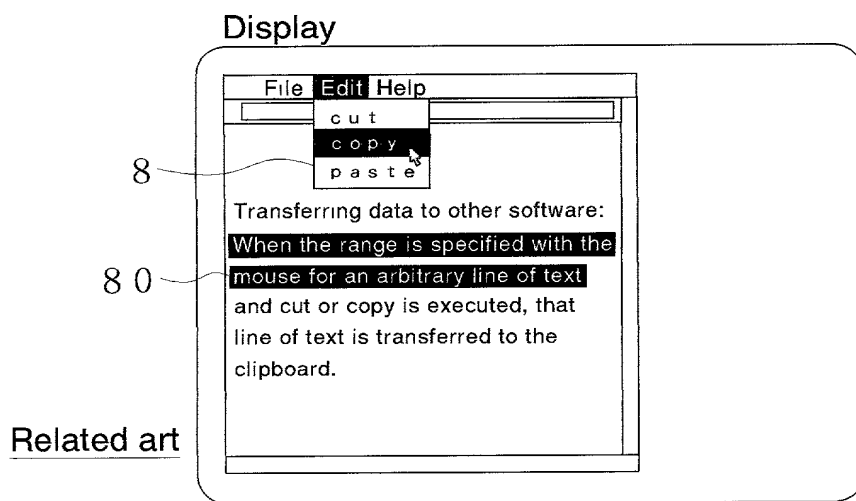 Display
File Edit Help
cut
copy
8
paste
Transferring data to other software:
When the range is specified with the
80
mouse for an arbitrary line of text
and cut or copy is executed, that
line of text is transferred to the
clipboard.
Related art